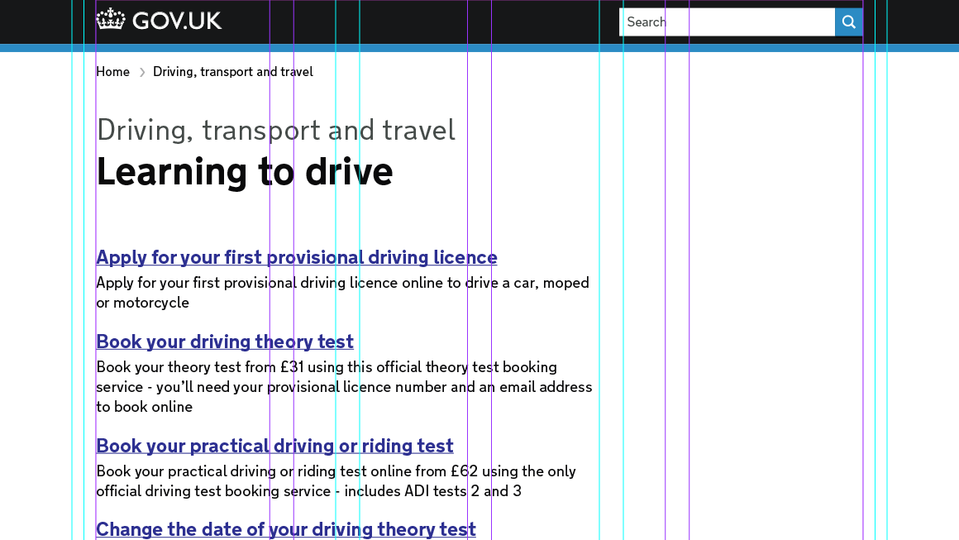 GOV.UK
Search
Home
Driving, transport and travel
Driving, transport and travel
Learning to drive
Apply for your first provisional driving licence
Apply for your first provisional driving licence online to drive a car, moped
or motorcycle
Book your driving theory test
Book your theory test from £31 using this official theory test booking
service - you’ll need your provisional licence number and an email address
to book online
Book your practical driving or riding test
Book your practical driving or riding test online from £62 using the only
official driving test booking service - includes ADI tests 2 and 3
Change the date of your driving theory test